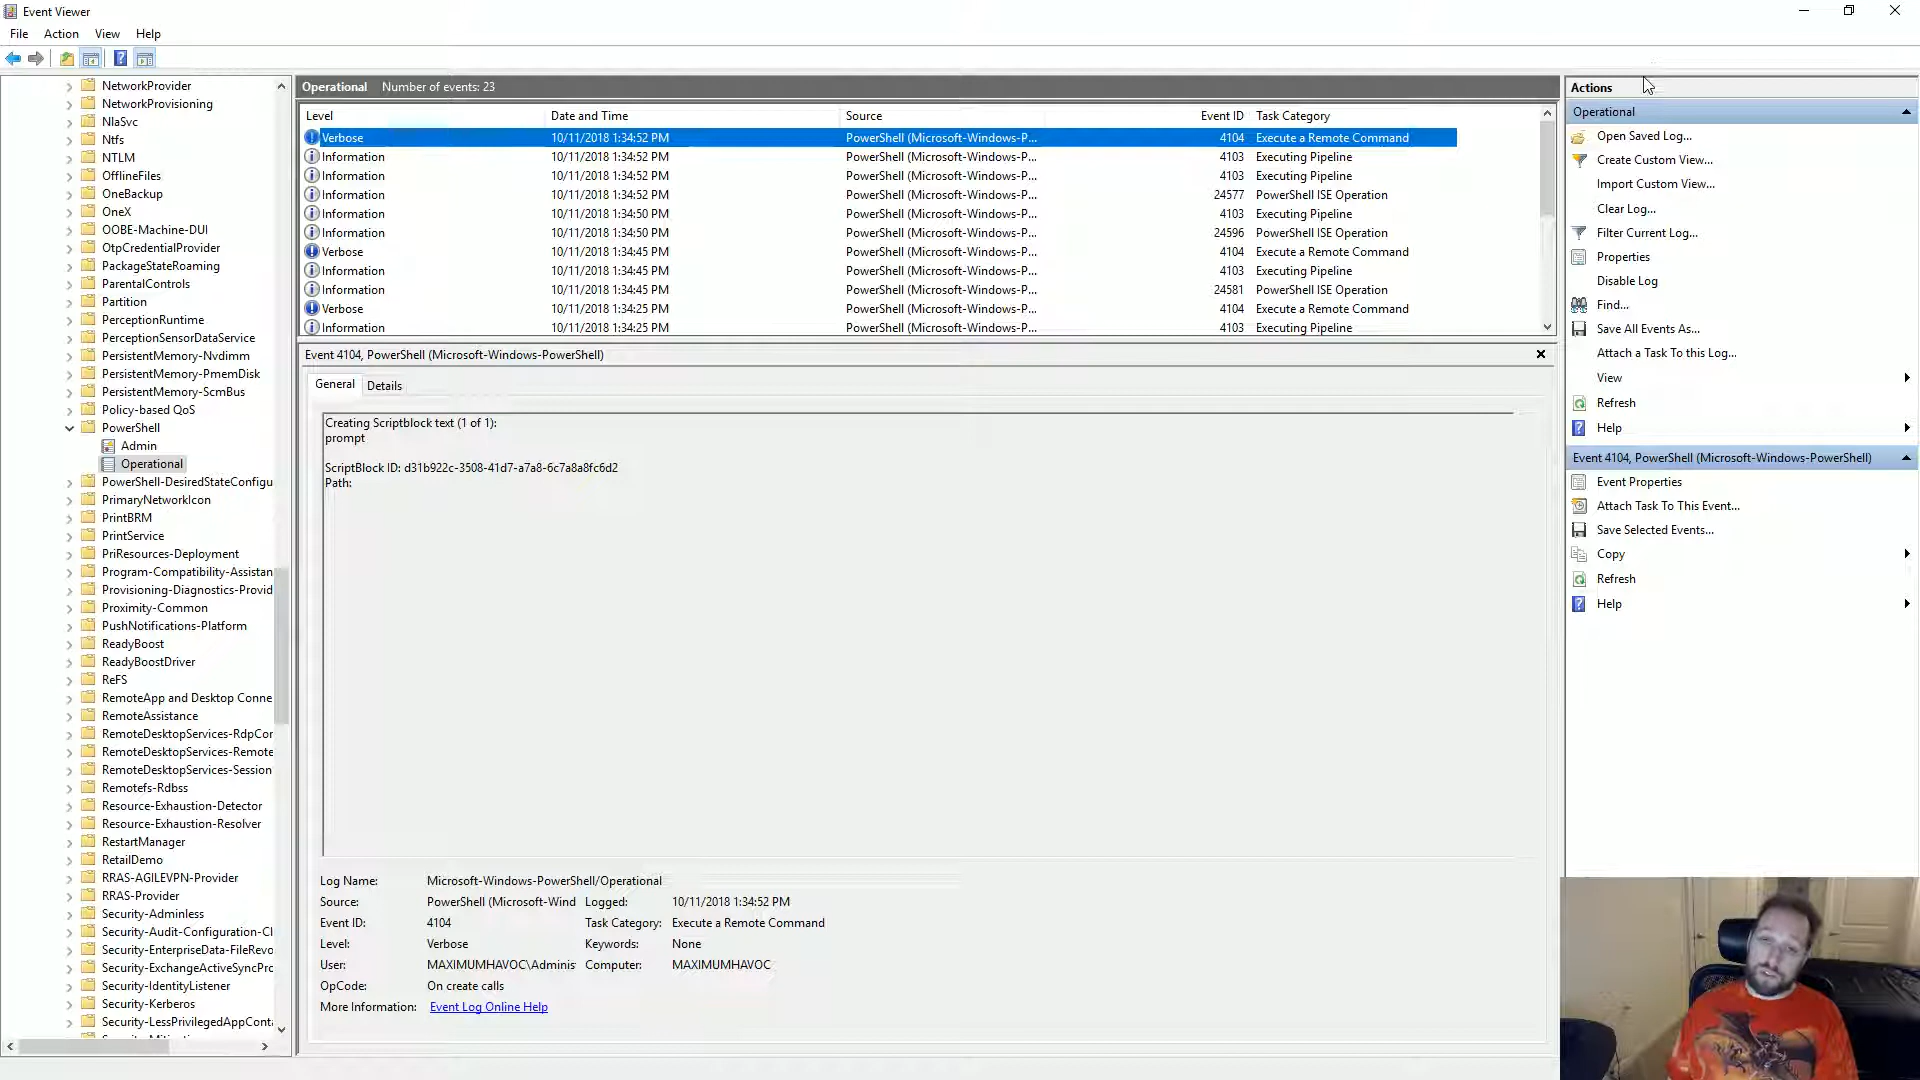 Event Viewer
File Action View Help
NetworkProvider
NetworkProvisioning
NlaSvc
Ntfs
NTLM
OfflineFiles
OneBackup
OneX
OOBE-Machine-DUI
OtpCredentialProvider
PackageStateRoaming
ParentalControls
Partition
PerceptionRuntime
PerceptionSensorDataService
PersistentMemory-Nvdimm
PersistentMemory-PmemDisk
PersistentMemory-ScmBus
Policy-based QoS
PowerShell
Admin
Operational
PowerShell-DesiredStateConfigu
PrimaryNetworkIcon
PrintBRM
PrintService
PriResources-Deployment
Program-Compatibility-Assistan
Provisioning-Diagnostics-Provid
Proximity-Common
PushNotifications-Platform
ReadyBoost
ReadyBoostDriver
ReFS
RemoteApp and Desktop Conne
RemoteAssistance
RemoteDesktopServices-RdpCor
RemoteDesktopServices-Remote
RemoteDesktopServices-Session
Remotefs-Rdbss
Resource-Exhaustion-Detector
Resource-Exhaustion-Resolver
RestartManager
RetailDemo
RRAS-AGILEVPN-Provider
RRAS-Provider
Security-Adminless
Security-Audit-Configuration-Cl
Security-EnterpriseData-FileRevo
Security-ExchangeActiveSyncPrc
Security-IdentityListener
Security-Kerberos
Security-LessPrivilegedAppConta
Operational Number of events: 23
Level Date and Time Source Event ID Task Category
Verbose 10/11/2018 1:34:52 PM PowerShell (Microsoft-Windows-P... 4104 Execute a Remote Command
Information 10/11/2018 1:34:52 PM PowerShell (Microsoft-Windows-P... 4103 Executing Pipeline
Information 10/11/2018 1:34:52 PM PowerShell (Microsoft-Windows-P... 4103 Executing Pipeline
Information 10/11/2018 1:34:52 PM PowerShell (Microsoft-Windows-P... 24577 PowerShell ISE Operation
Information 10/11/2018 1:34:50 PM PowerShell (Microsoft-Windows-P... 4103 Executing Pipeline
Information 10/11/2018 1:34:50 PM PowerShell (Microsoft-Windows-P... 24596 PowerShell ISE Operation
Verbose 10/11/2018 1:34:45 PM PowerShell (Microsoft-Windows-P... 4104 Execute a Remote Command
Information 10/11/2018 1:34:45 PM PowerShell (Microsoft-Windows-P... 4103 Executing Pipeline
Information 10/11/2018 1:34:45 PM PowerShell (Microsoft-Windows-P... 24581 PowerShell ISE Operation
Verbose 10/11/2018 1:34:25 PM PowerShell (Microsoft-Windows-P... 4104 Execute a Remote Command
Information 10/11/2018 1:34:25 PM PowerShell (Microsoft-Windows-P... 4103 Executing Pipeline
Event 4104, PowerShell (Microsoft-Windows-PowerShell)
General Details
Creating Scriptblock text (1 of 1):
prompt
ScriptBlock ID: d31b922c-3508-41d7-a7a8-6c7a8a8fc6d2
Path:
Log Name: Microsoft-Windows-PowerShell/Operational
Source: PowerShell (Microsoft-Wind Logged: 10/11/2018 1:34:52 PM
Event ID: 4104 Task Category: Execute a Remote Command
Level: Verbose Keywords: None
User: MAXIMUMHAVOC\Adminis Computer: MAXIMUMHAVOC
OpCode: On create calls
More Information: Event Log Online Help
Actions
Operational
Open Saved Log...
Create Custom View...
Import Custom View...
Clear Log...
Filter Current Log...
Properties
Disable Log
Find...
Save All Events As...
Attach a Task To this Log...
View
Refresh
Help
Event 4104, PowerShell (Microsoft-Windows-PowerShell)
Event Properties
Attach Task To This Event...
Save Selected Events...
Copy
Refresh
Help